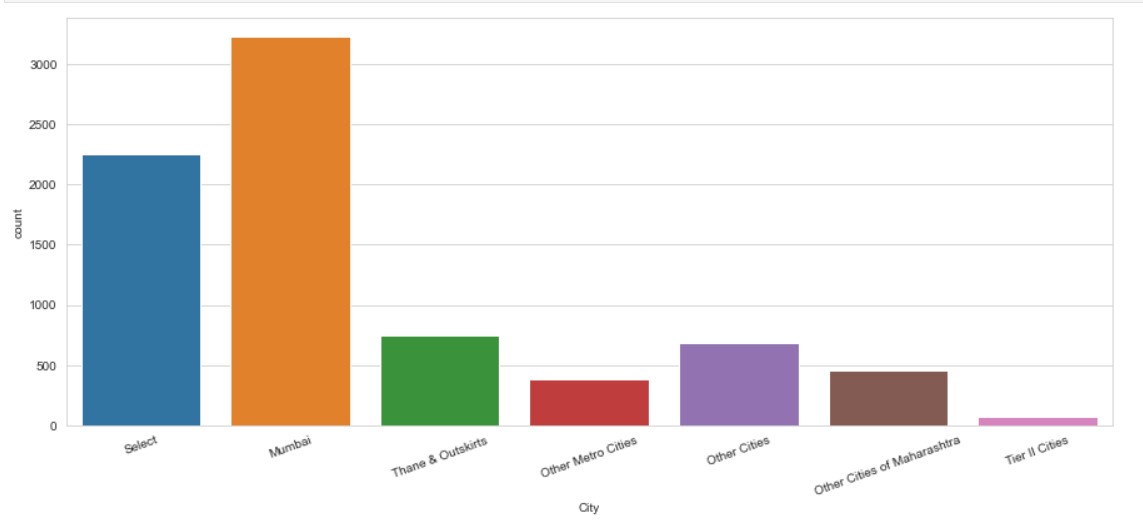 3000
2500
2000
1500
1000
500
0
count
Select
Mumbai
Thane & Outskirts
Other Metro Cities
Other Cities
Other Cities of Maharashtra
Tier II Cities
City